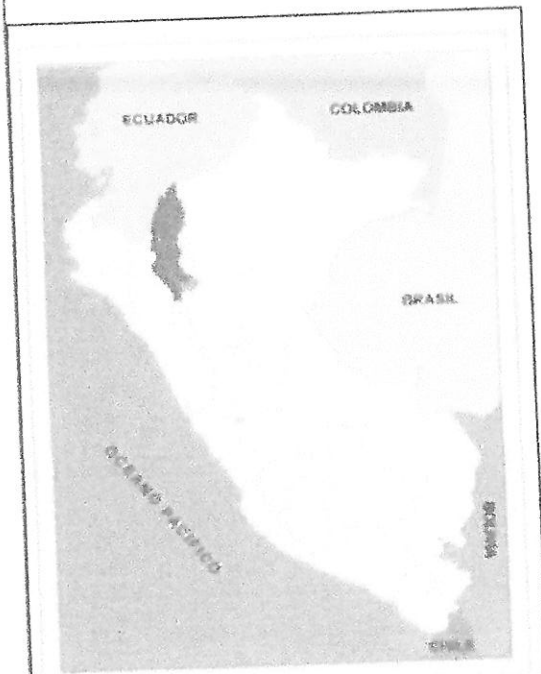 ECUADOR
COLOMBIA
BRASIL
OCEANO PACIFICO
BOLIVIA
CHILE